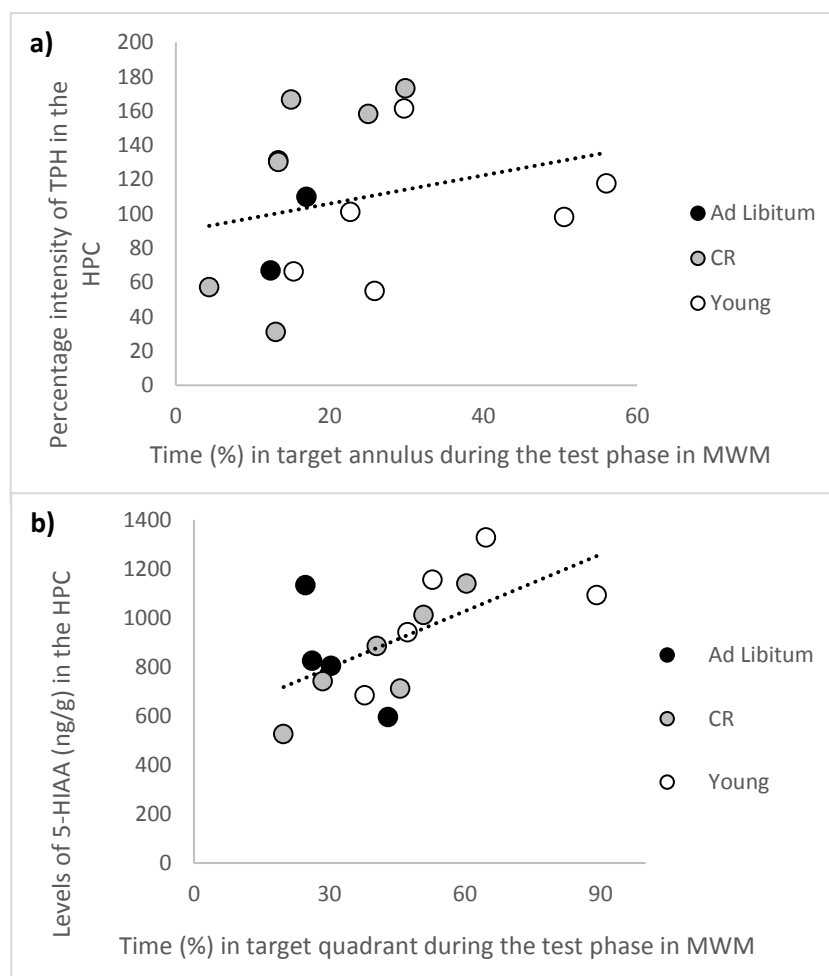 a)
Percentage intensity of TPH in the
HPC
200
180
160
140
120
100
80
60
40
20
0
0 20 40 60
Time (%) in target annulus during the test phase in MWM
Ad Libitum
CR
Young
b)
Levels of 5-HIAA (ng/g) in the HPC
1400
1200
1000
800
600
400
200
0
0 30 60 90
Time (%) in target quadrant during the test phase in MWM
Ad Libitum
CR
Young